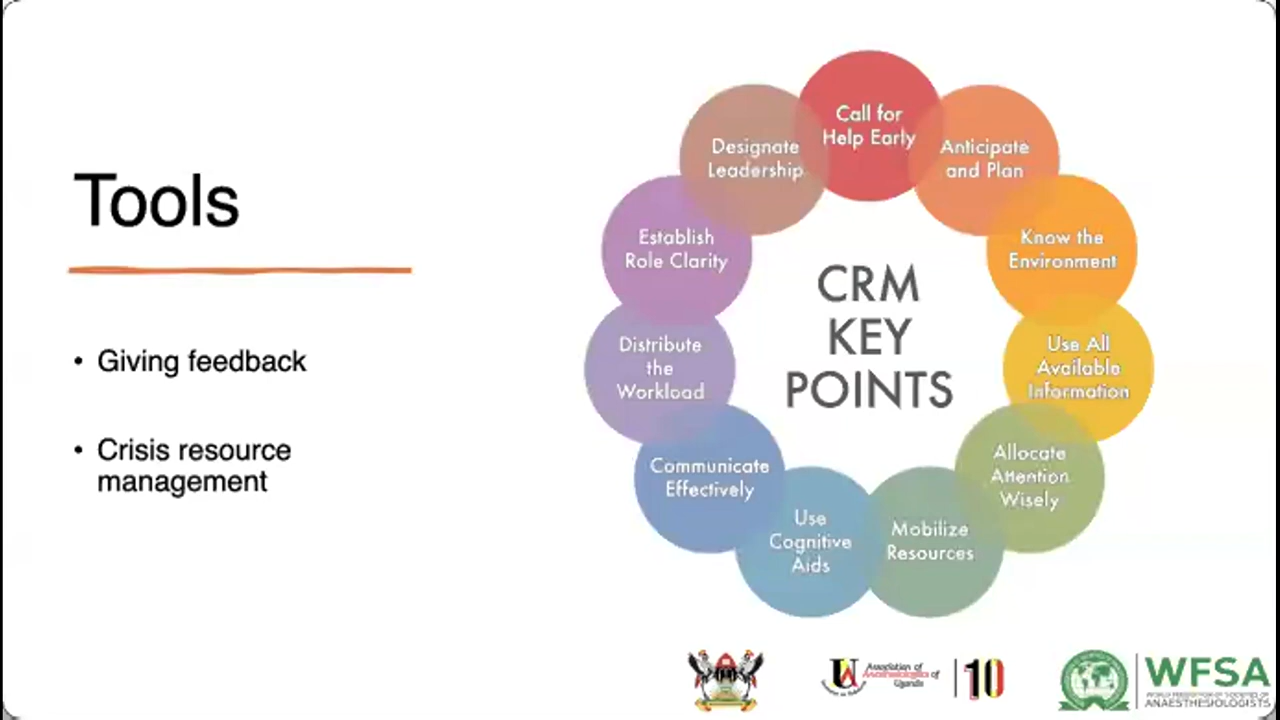 Tools
• Giving feedback
• Crisis resource
management
CRM
KEY
POINTS
Call for
Help Early
Anticipate
and Plan
Know the
Environment
Use All
Available
Information
Allocate
Attention
Wisely
Mobilize
Resources
Use
Cognitive
Aids
Communicate
Effectively
Distribute
the
Workload
Establish
Role Clarity
Designate
Leadership
Association of
Anaesthesiologists of
Uganda
10
WFSA
WORLD FEDERATION OF SOCIETIES OF
ANAESTHESIOLOGISTS